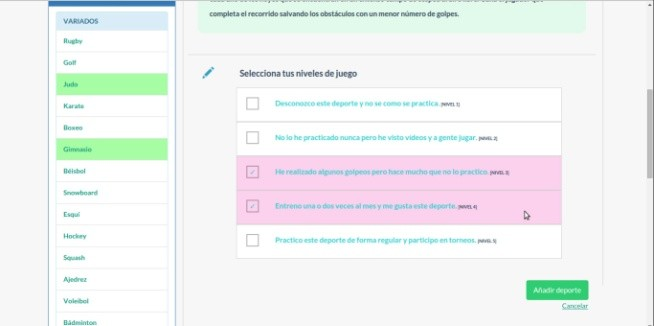 VARIADOS
Rugby
Golf
Judo
Karate
Boxeo
Gimnasio
Béisbol
Snowboard
Esquí
Hockey
Squash
Ajedrez
Voleibol
Bádminton
completa el recorrido salvando los obstáculos con un menor número de golpes.
Selecciona tus niveles de juego
Desconozco este deporte y no se como se practica. (NIVEL 1)
No lo he practicado nunca pero he visto videos y a gente jugar. (NIVEL 2)
He realizado algunos golpeos pero hace mucho que no lo practico. (NIVEL 3)
Entreno una o dos veces al mes y me gusta este deporte. (NIVEL 4)
Practico este deporte de forma regular y participo en torneos. (NIVEL 5)
Añadir deporte
Cancelar